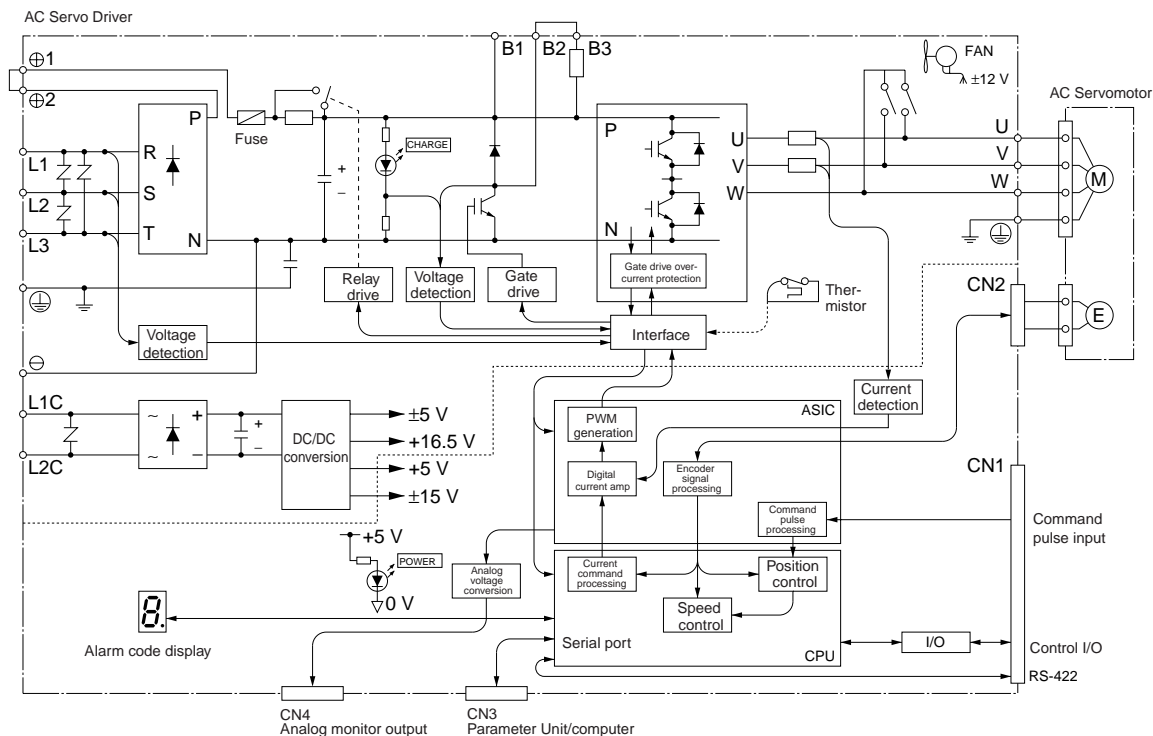 AC Servo Driver
⊕1
⊕2
B1
B2
B3
FAN
±12 V
AC Servomotor
P
Fuse
CHARGE
P
U
V
W
U
V
W
M
L1
R
L2
S
L3
T
N
+
−
N
Gate drive over-
current protection
Relay
drive
Voltage
detection
Gate
drive
Ther-
mistor
CN2
E
Voltage
detection
Interface
⊖
L1C
L2C
~
~
+
−
+
−
DC/DC
conversion
±5 V
+16.5 V
+5 V
±15 V
Current
detection
ASIC
PWM
generation
Digital
current amp
Encoder
signal
processing
Command
pulse
processing
CN1
Command
pulse input
+5 V
POWER
0 V
Analog
voltage
conversion
Current
command
processing
Position
control
Speed
control
8.
Alarm code display
Serial port
CPU
I/O
Control I/O
RS-422
CN4
Analog monitor output
CN3
Parameter Unit/computer